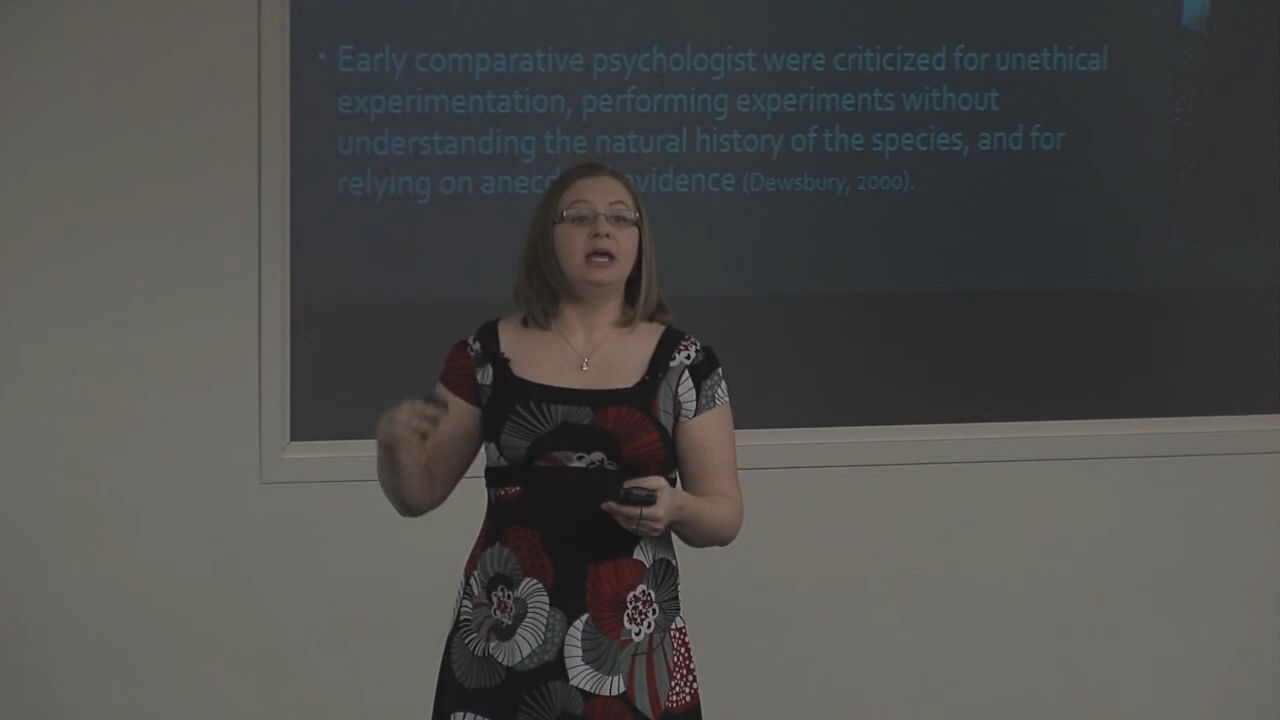 • Early comparative psychologist were criticized for unethical
experimentation, performing experiments without
understanding the natural history of the species, and for
relying on evidence (Dewsbury, 2000).